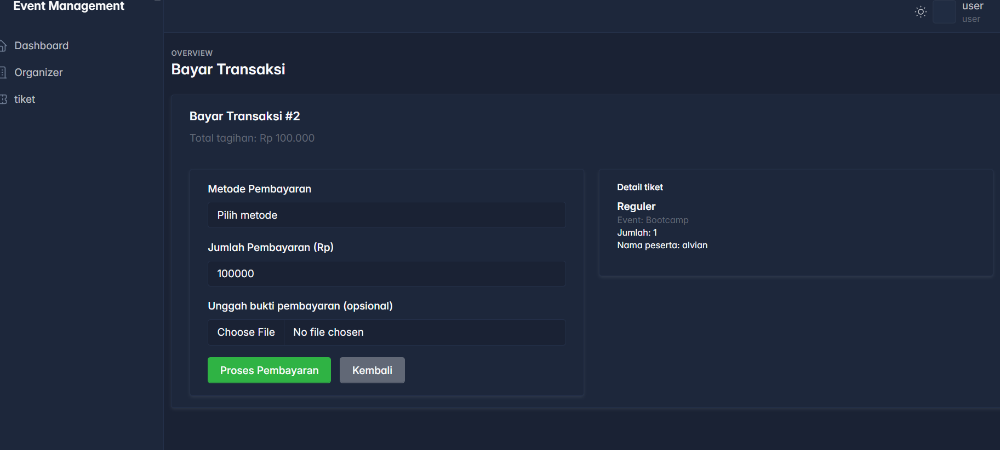 Event Management
Dashboard
Organizer
tiket
user
user
OVERVIEW
Bayar Transaksi
Bayar Transaksi #2
Total tagihan: Rp 100.000
Metode Pembayaran
Pilih metode
Jumlah Pembayaran (Rp)
100000
Unggah bukti pembayaran (opsional)
Choose File No file chosen
Proses Pembayaran Kembali
Detail tiket
Reguler
Event: Bootcamp
Jumlah: 1
Nama peserta: alvian